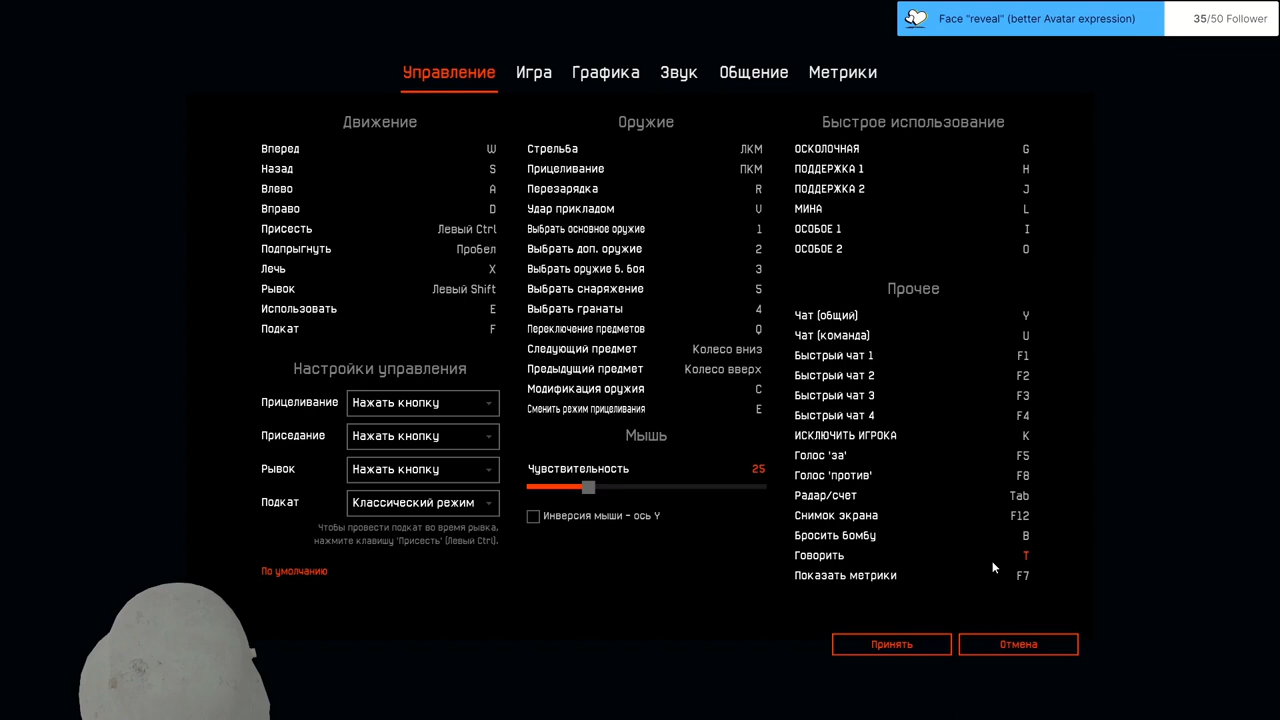 Face "reveal" (better Avatar expression)
35/50 Follower
Управление Игра Графика Звук Общение Метрики
Движение
Вперед W
Назад S
Влево A
Вправо D
Присесть Левый Ctrl
Подпрыгнуть Пробел
Лечь X
Рывок Левый Shift
Использовать E
Подкат F
Настройки управления
Прицеливание Нажать кнопку
Приседание Нажать кнопку
Рывок Нажать кнопку
Подкат Классический режим
Чтобы провести подкат во время рывка,
нажмите клавишу 'Присесть' (Левый Ctrl).
По умолчанию
Оружие
Стрельба ЛКМ
Прицеливание ПКМ
Перезарядка R
Удар прикладом V
Выбрать основное оружие 1
Выбрать доп. оружие 2
Выбрать оружие б. боя 3
Выбрать снаряжение 5
Выбрать гранаты 4
Переключение предметов Q
Следующий предмет Колесо вниз
Предыдущий предмет Колесо вверх
Модификация оружия C
Сменить режим прицеливания E
Мышь
Чувствительность 25
Инверсия мыши - ось Y
Быстрое использование
ОСКОЛОЧНАЯ G
ПОДДЕРЖКА 1 H
ПОДДЕРЖКА 2 J
МИНА L
ОСОБОЕ 1 I
ОСОБОЕ 2 O
Прочее
Чат (общий) Y
Чат (команда) U
Быстрый чат 1 F1
Быстрый чат 2 F2
Быстрый чат 3 F3
Быстрый чат 4 F4
ИСКЛЮЧИТЬ ИГРОКА K
Голос 'за' F5
Голос 'против' F8
Радар/счет Tab
Снимок экрана F12
Бросить бомбу B
Говорить T
Показать метрики F7
Принять Отмена